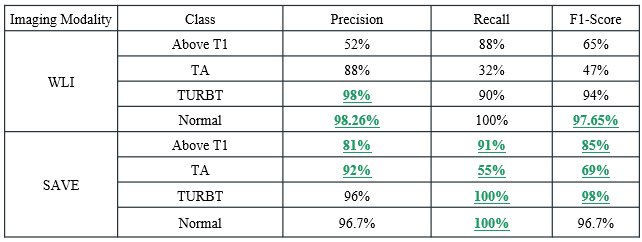 Imaging Modality Class Precision Recall F1-Score
Above T1 52% 88% 65%
TA 88% 32% 47%
WLI
TURBT 98% 90% 94%
Normal 98.26% 100% 97.65%
Above T1 81% 91% 85%
TA 92% 55% 69%
SAVE
TURBT 96% 100% 98%
Normal 96.7% 100% 96.7%